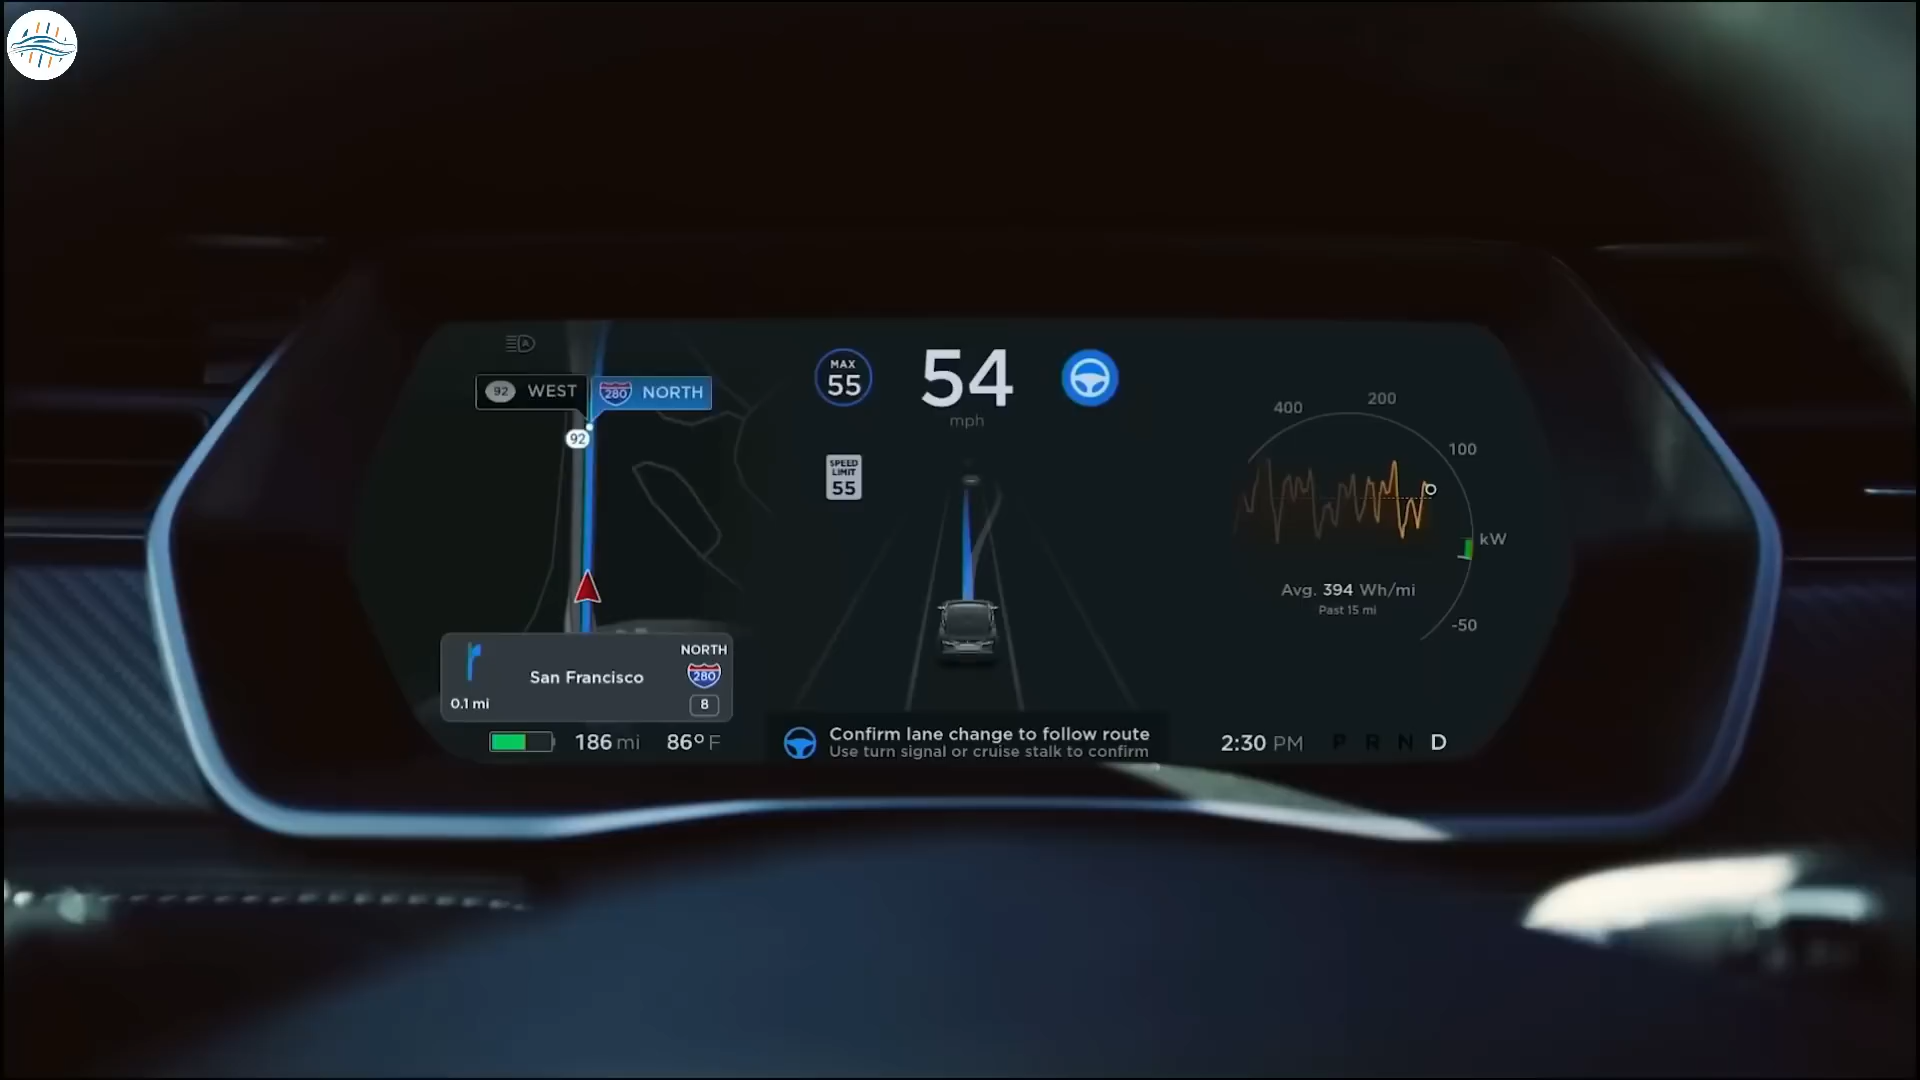 A
92 WEST
280 NORTH
92
NORTH
San Francisco
280
0.1 mi
8
186 mi
86° F
MAX
55
54
mph
SPEED
LIMIT
55
Confirm lane change to follow route
Use turn signal or cruise stalk to confirm
400
200
100
kW
-50
Avg. 394 Wh/mi
Past 15 mi
2:30 PM
P R N D